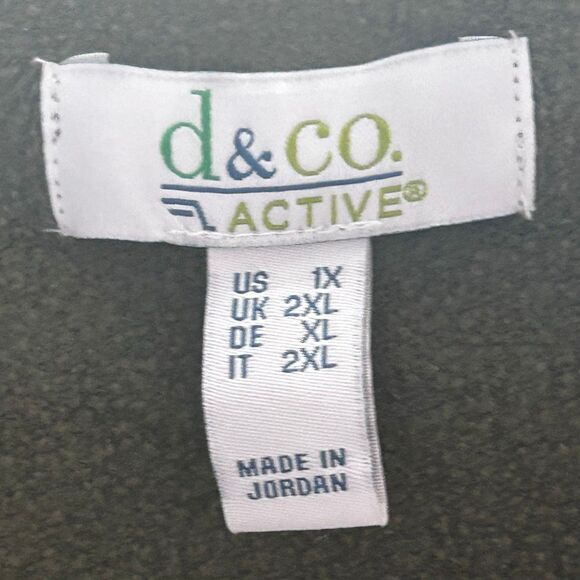 d&co.
ACTIVE®
US 1X
UK 2XL
DE XL
IT 2XL
MADE IN
JORDAN